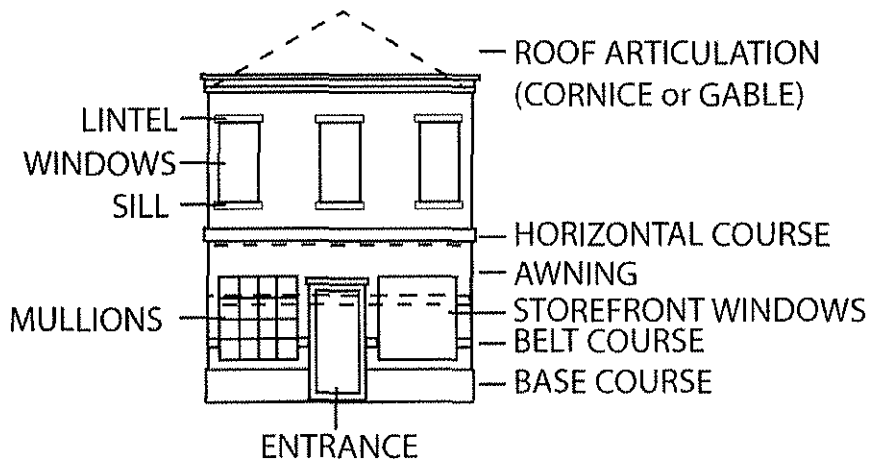 ROOF ARTICULATION
(CORNICE or GABLE)
LINTEL
WINDOWS
SILL
HORIZONTAL COURSE
AWNING
STOREFRONT WINDOWS
MULLIONS
BELT COURSE
BASE COURSE
ENTRANCE